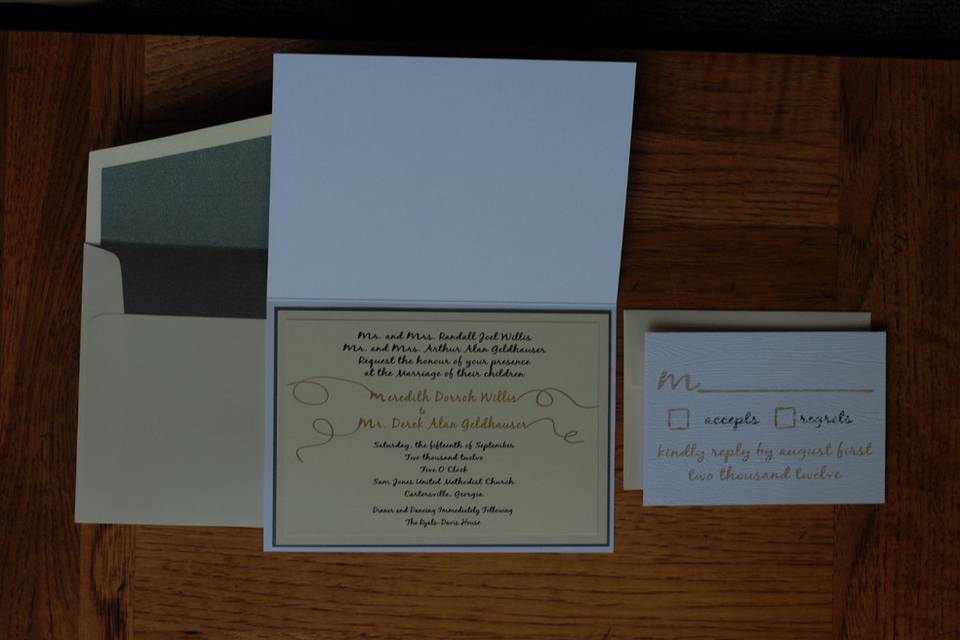 Mr. and Mrs. Randall Joel Willis
Mr. and Mrs. Arthur Alan Geldhauser
Request the honour of your presence
at the Marriage of their children
Meredith Dorroh Willis
to
Mr. Derek Alan Geldhauser
Saturday, the fifteenth of September
Two thousand twelve
Five O'Clock
Sam Jones United Methodist Church
Cartersville, Georgia
Dinner and Dancing Immediately Following
The Ryals-Davis House
M
accepts regrets
kindly reply by august first
two thousand twelve